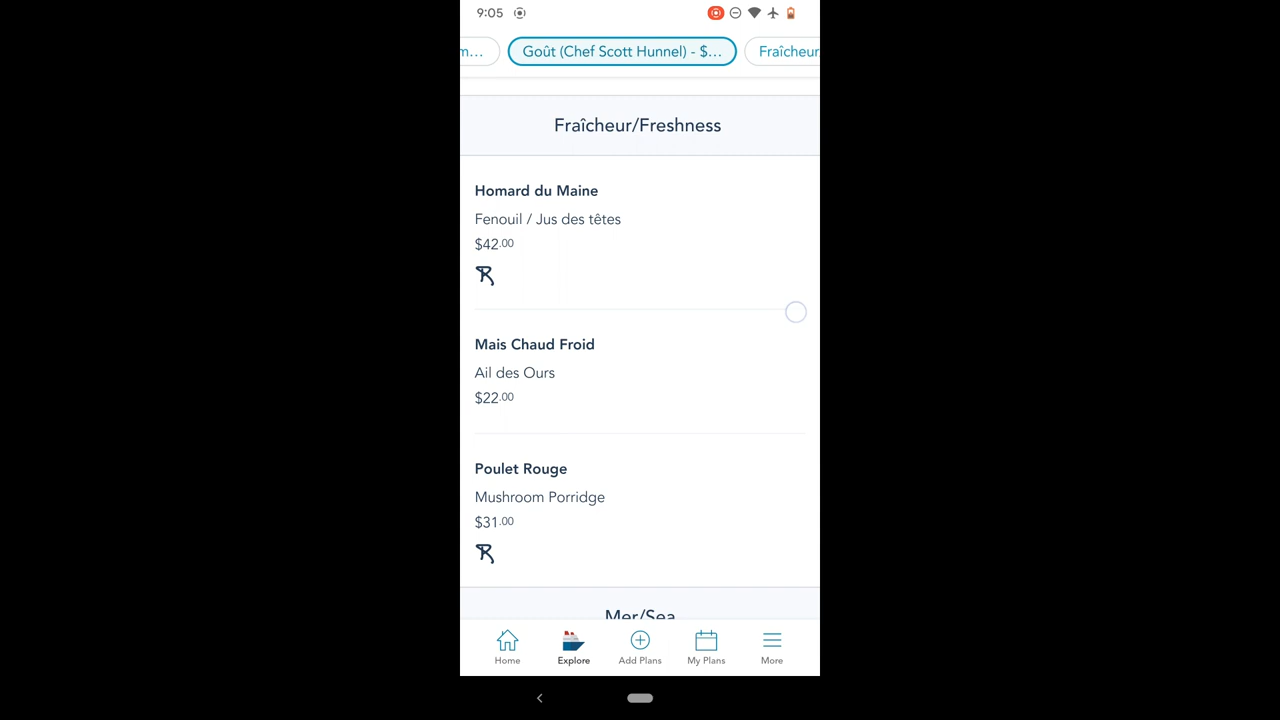 9:05
m...
Goût (Chef Scott Hunnel) - $...
Fraîcheur
Fraîcheur/Freshness
Homard du Maine
Fenouil / Jus des têtes
$42.00
Mais Chaud Froid
Ail des Ours
$22.00
Poulet Rouge
Mushroom Porridge
$31.00
Mer/Sea
Home
Explore
Add Plans
My Plans
More